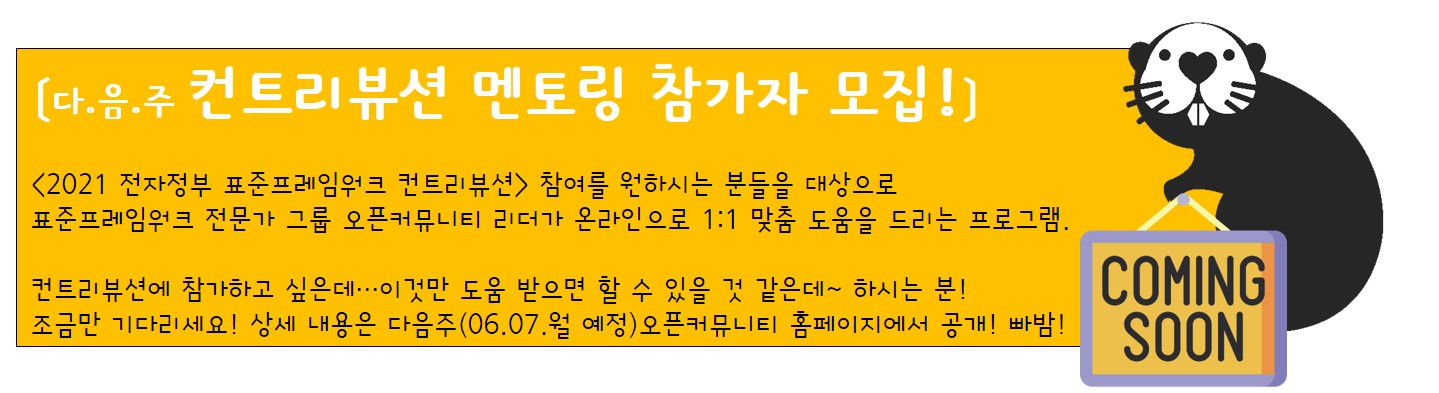 [다.음.주 컨트리뷰션 멘토링 참가자 모집!]
<2021 전자정부 표준프레임워크 컨트리뷰션> 참여를 원하시는 분들을 대상으로
표준프레임워크 전문가 그룹 오픈커뮤니티 리더가 온라인으로 1:1 맞춤 도움을 드리는 프로그램.
컨트리뷰션에 참가하고 싶은데…이것만 도움 받으면 할 수 있을 것 같은데~ 하시는 분!
조금만 기다리세요! 상세 내용은 다음주(06.07.월 예정)오픈커뮤니티 홈페이지에서 공개! 빠밤!
COMING
SOON